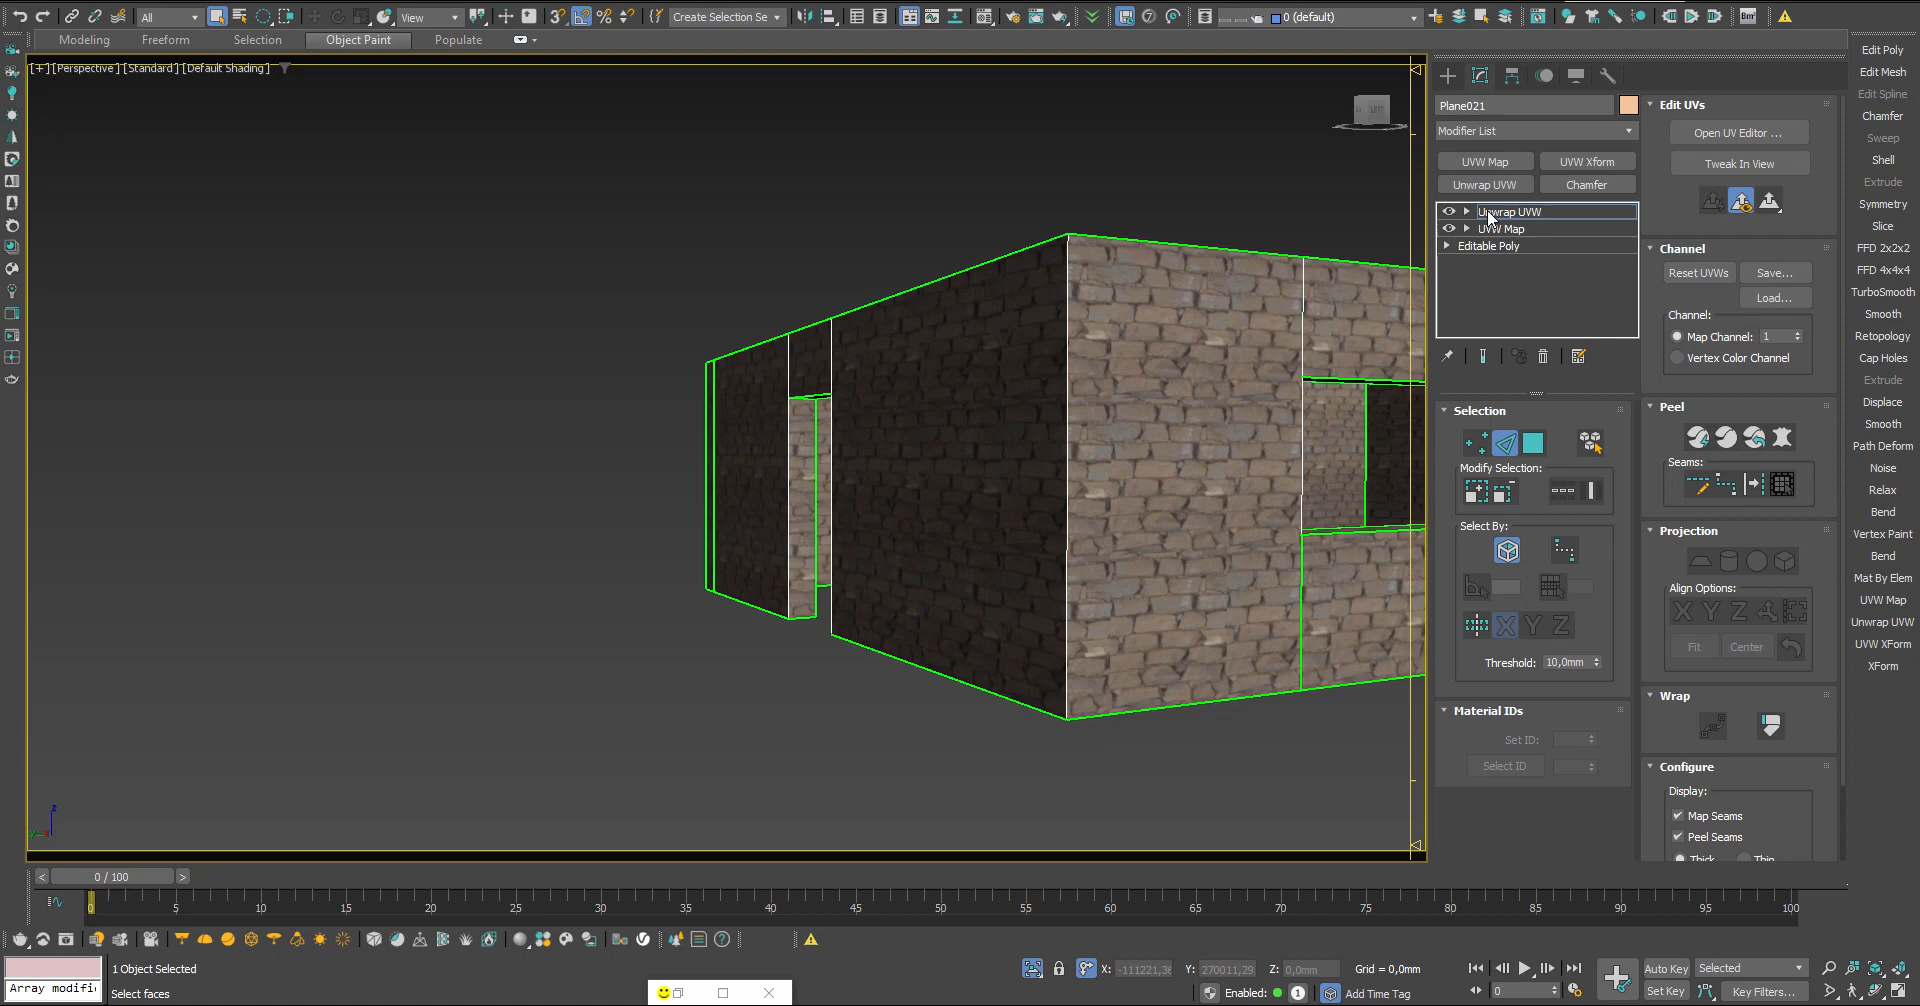 All
View
Create Selection Se
0 (default)
Modeling
Freeform
Selection
Object Paint
Populate
[+] [Perspective] [Standard] [Default Shading]
LEFT
Plane021
Modifier List
UVW Map
UVW Xform
Unwrap UVW
Chamfer
Unwrap UVW
UVW Map
Editable Poly
Selection
Modify Selection:
Select By:
Threshold:
10,0mm
Material IDs
Set ID:
Select ID
Edit UVs
Open UV Editor ...
Tweak In View
Channel
Reset UVWs
Save...
Load...
Channel:
Map Channel:
1
Vertex Color Channel
Peel
Seams:
Projection
Align Options:
X Y Z
Fit
Center
Wrap
Configure
Display:
Map Seams
Peel Seams
Thick
Thin
Edit Poly
Edit Mesh
Edit Spline
Chamfer
Sweep
Shell
Extrude
Symmetry
Slice
FFD 2x2x2
FFD 4x4x4
TurboSmooth
Smooth
Retopology
Cap Holes
Extrude
Displace
Smooth
Path Deform
Noise
Relax
Bend
Vertex Paint
Bend
Mat By Elem
UVW Map
Unwrap UVW
UVW XForm
XForm
z
0 / 100
0 5 10 15 20 25 30 35 40 45 50 55 60 65 70 75 80 85 90 95 100
Array modifi
1 Object Selected
Select faces
X: -111221,36
Y: 270011,29
Z: 0,0mm
Grid = 0,0mm
Enabled:
1
Add Time Tag
0
Auto Key
Selected
Set Key
Key Filters...